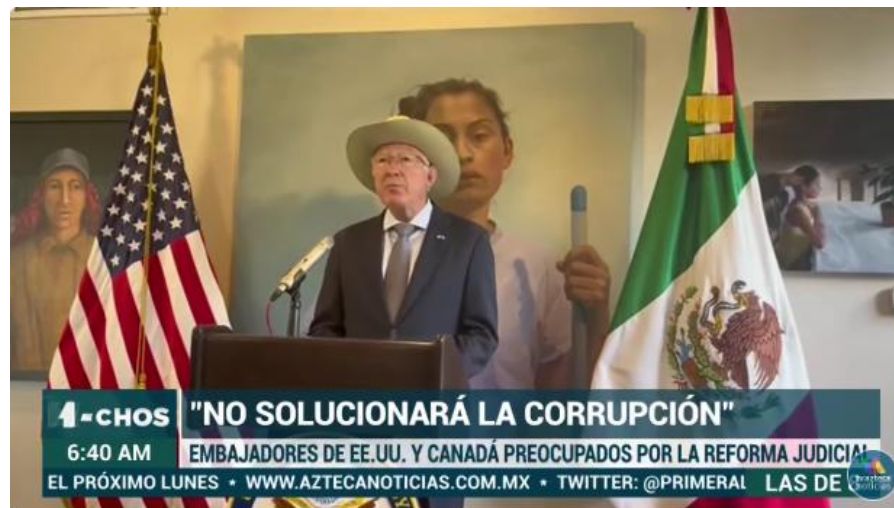 "NO SOLUCIONARÁ LA CORRUPCIÓN"
-CHOS
6:40 AM
EMBAJADORES DE EE.UU. Y CANADÁ PREOCUPADOS POR LA REFORMA JUDICIAL
EL PRÓXIMO LUNES * WWW.AZTECANOTICIAS.COM.MX * TWITTER: @PRIMERAL
LAS DE